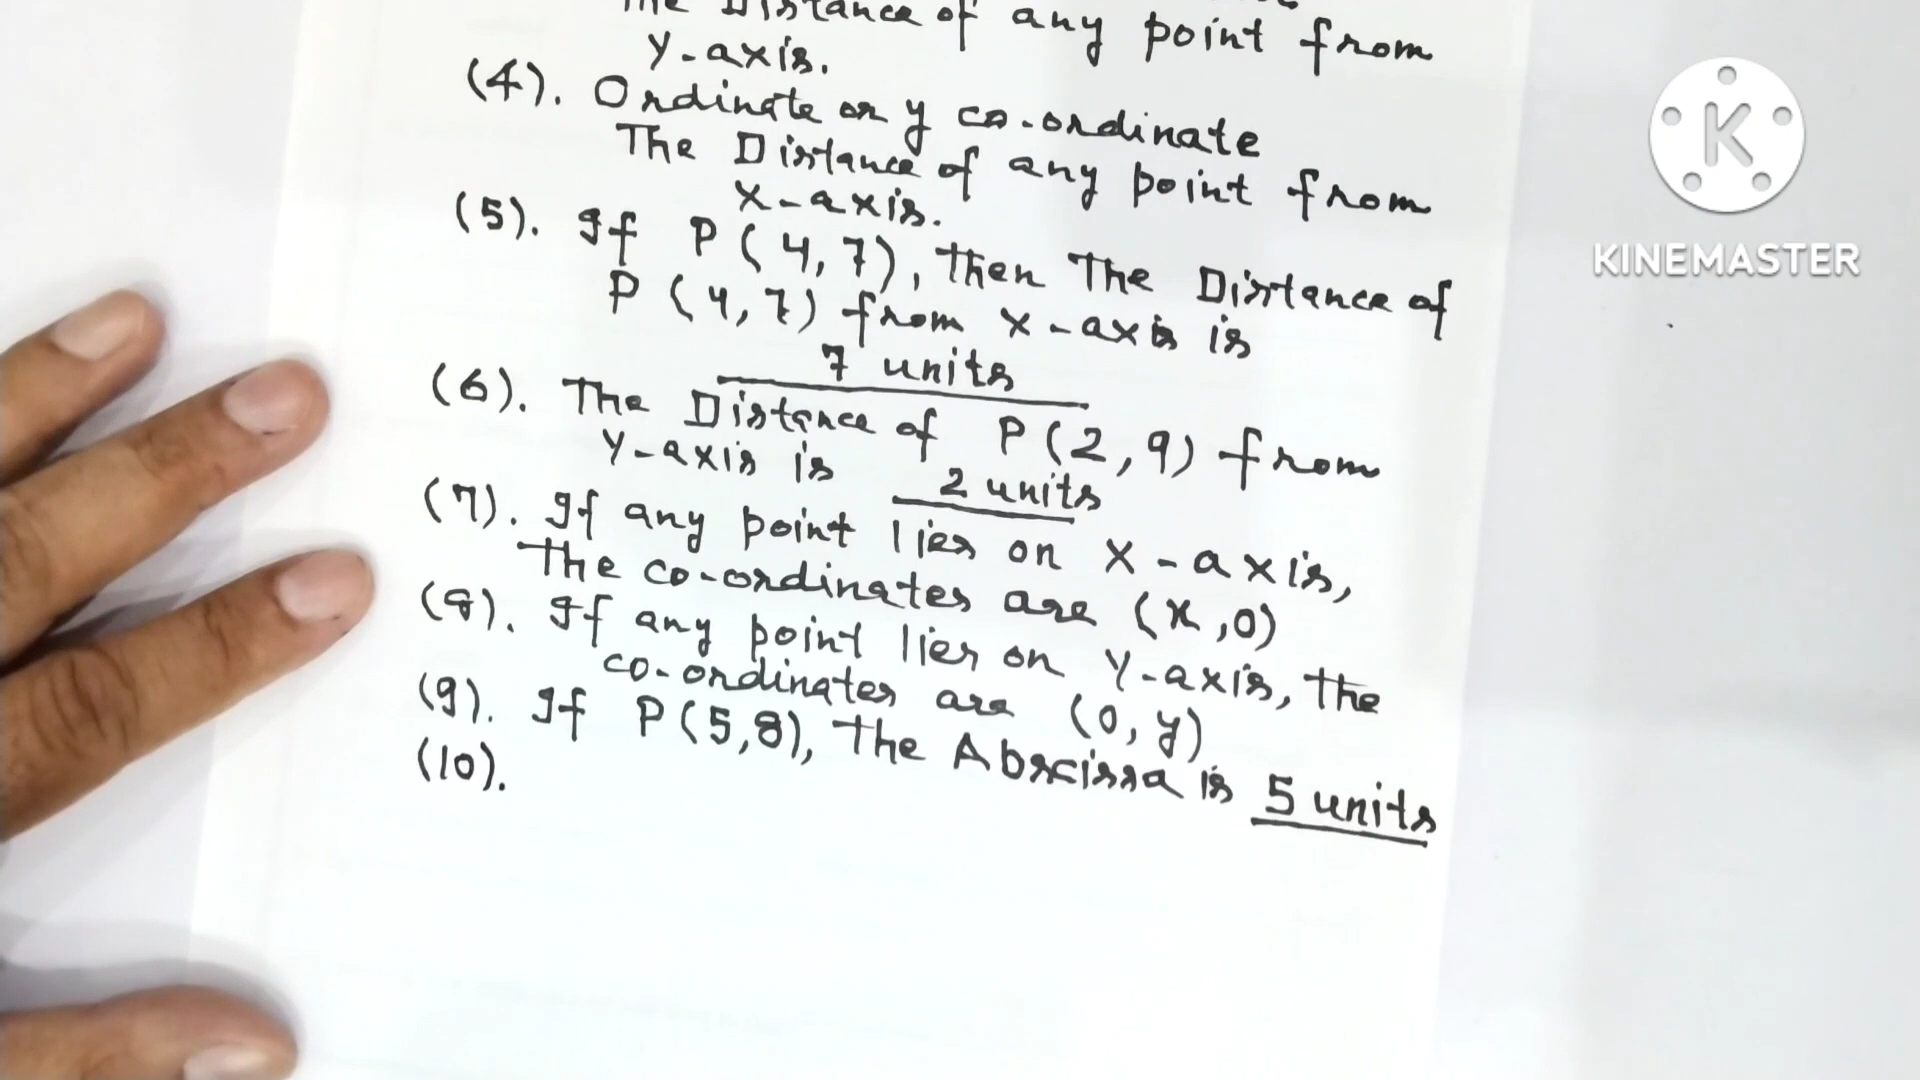 The Distance of any point from
y-axis.
(4). Ordinate or y co-ordinate
The Distance of any point from
x-axis.
(5). If P(4,7), then The Distance of
P(4,7) from x-axis is
7 units
(6). The Distance of P(2,9) from
y-axis is 2 units
(7). If any point lies on x-axis,
The co-ordinates are (x,0)
(8). If any point lies on Y-axis, the
co-ordinates are (0,y)
(9). If P(5,8), The Abscissa is 5 units
(10).
K
KINEMASTER